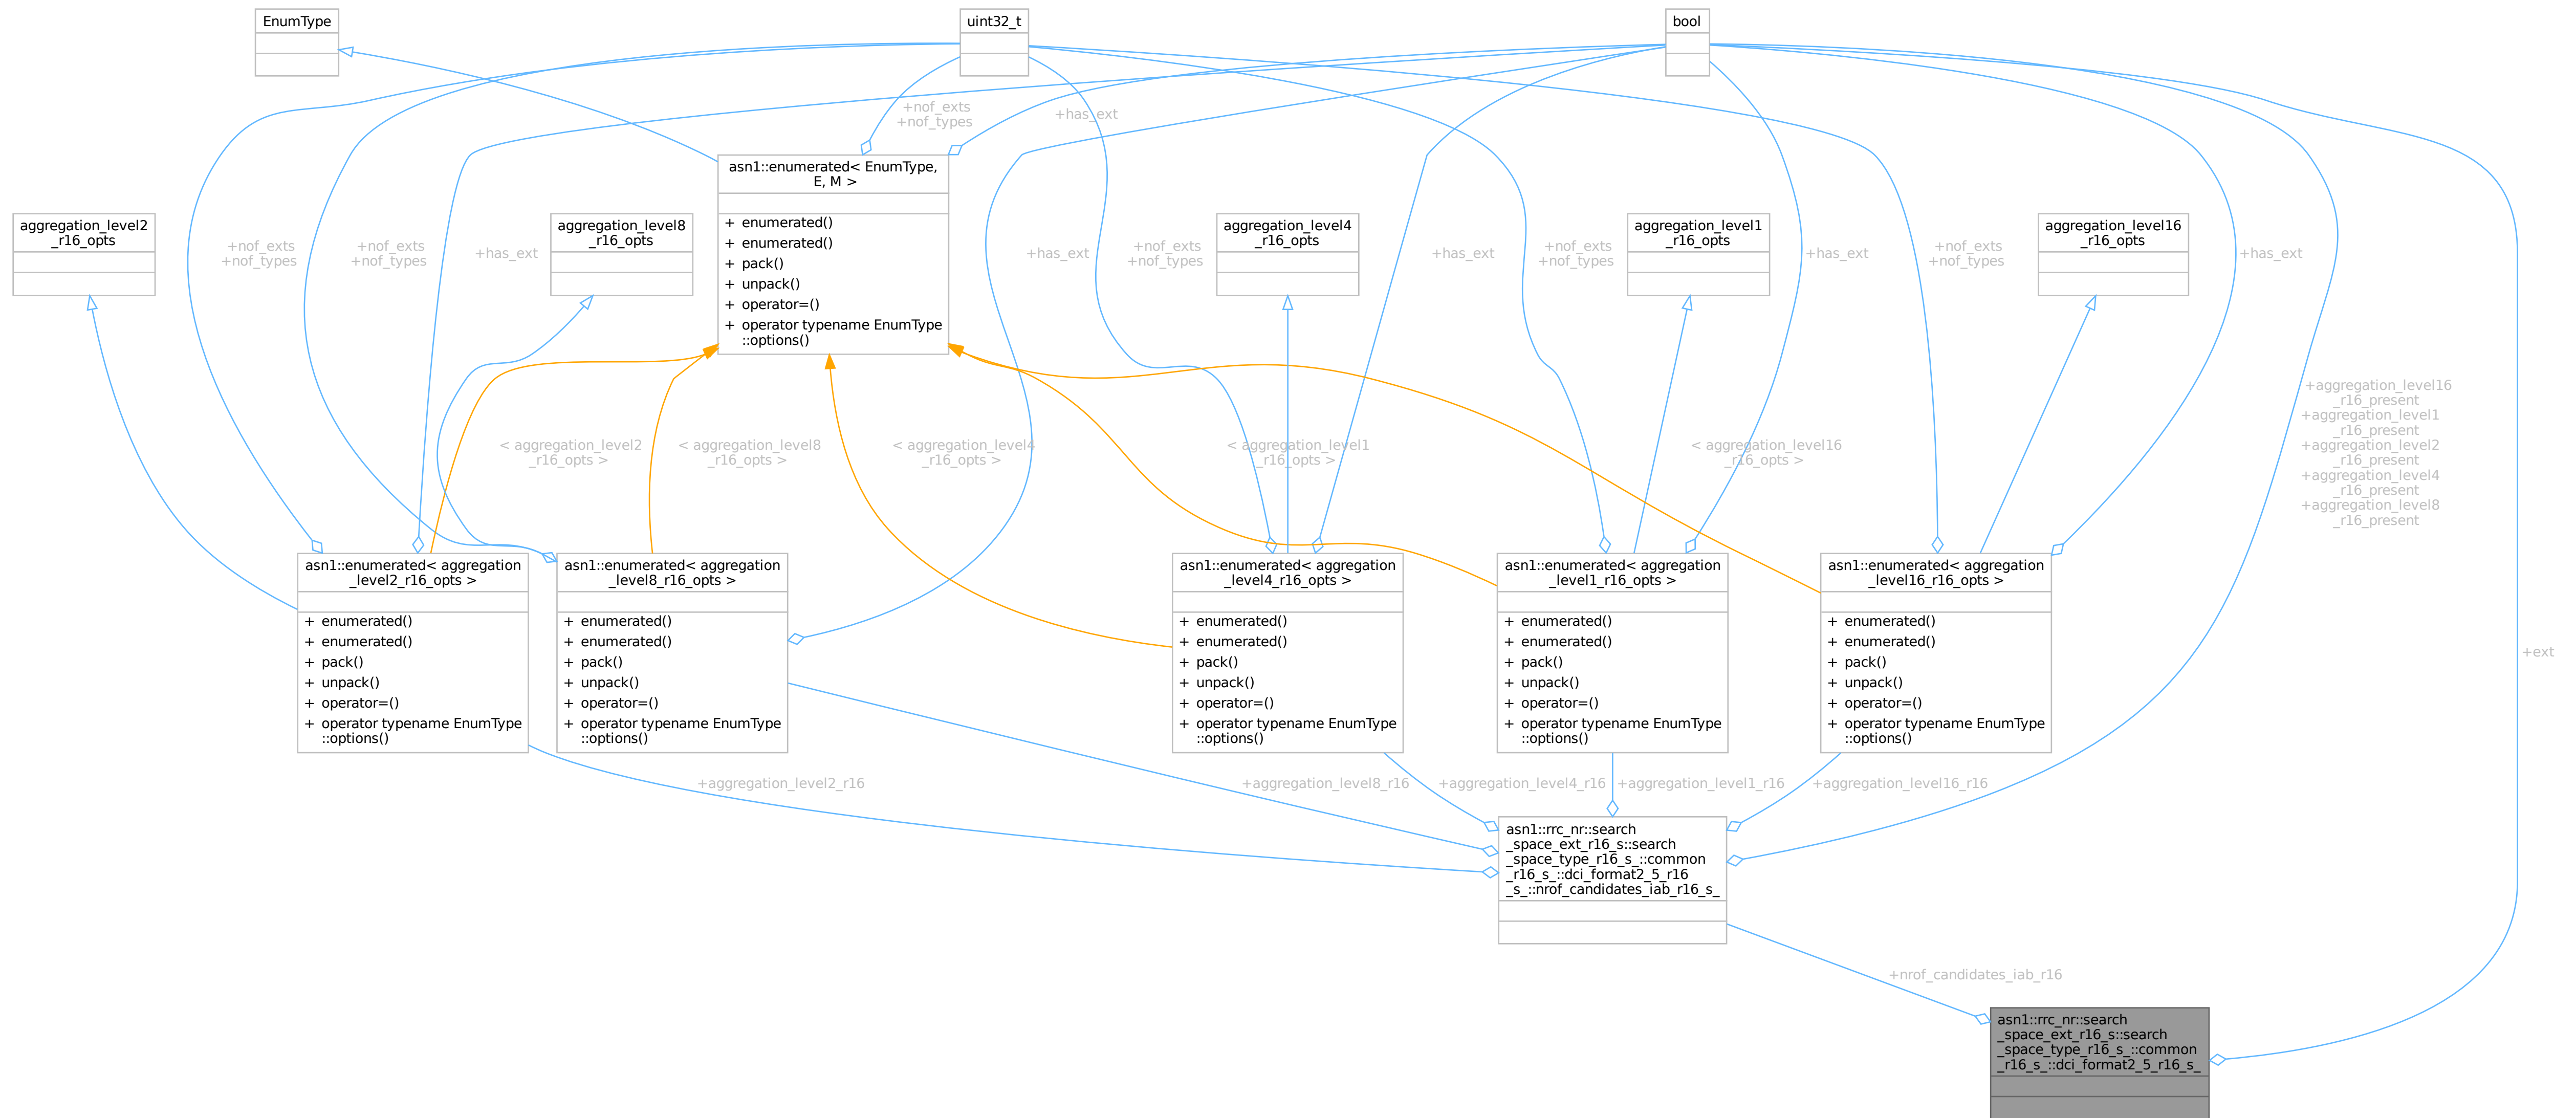 EnumType
uint32_t
bool
+nof_exts
+nof_types
+has_ext
asn1::enumerated< EnumType,
E, M >
+ enumerated()
+ enumerated()
+ pack()
+ unpack()
+ operator=()
+ operator typename EnumType
::options()
aggregation_level2
_r16_opts
+nof_exts
+nof_types
+nof_exts
+nof_types
+has_ext
aggregation_level8
_r16_opts
+has_ext
+nof_exts
+nof_types
aggregation_level4
_r16_opts
+has_ext
+nof_exts
+nof_types
aggregation_level1
_r16_opts
+has_ext
+nof_exts
+nof_types
aggregation_level16
_r16_opts
+has_ext
< aggregation_level2
_r16_opts >
< aggregation_level8
_r16_opts >
< aggregation_level4
_r16_opts >
< aggregation_level1
_r16_opts >
< aggregation_level16
_r16_opts >
+aggregation_level16
_r16_present
+aggregation_level1
_r16_present
+aggregation_level2
_r16_present
+aggregation_level4
_r16_present
+aggregation_level8
_r16_present
asn1::enumerated< aggregation
_level2_r16_opts >
+ enumerated()
+ enumerated()
+ pack()
+ unpack()
+ operator=()
+ operator typename EnumType
::options()
asn1::enumerated< aggregation
_level8_r16_opts >
+ enumerated()
+ enumerated()
+ pack()
+ unpack()
+ operator=()
+ operator typename EnumType
::options()
asn1::enumerated< aggregation
_level4_r16_opts >
+ enumerated()
+ enumerated()
+ pack()
+ unpack()
+ operator=()
+ operator typename EnumType
::options()
asn1::enumerated< aggregation
_level1_r16_opts >
+ enumerated()
+ enumerated()
+ pack()
+ unpack()
+ operator=()
+ operator typename EnumType
::options()
asn1::enumerated< aggregation
_level16_r16_opts >
+ enumerated()
+ enumerated()
+ pack()
+ unpack()
+ operator=()
+ operator typename EnumType
::options()
+ext
+aggregation_level2_r16
+aggregation_level8_r16
+aggregation_level4_r16
+aggregation_level1_r16
+aggregation_level16_r16
asn1::rrc_nr::search
_space_ext_r16_s::search
_space_type_r16_s_::common
_r16_s_::dci_format2_5_r16
_s_::nrof_candidates_iab_r16_s_
+nrof_candidates_iab_r16
asn1::rrc_nr::search
_space_ext_r16_s::search
_space_type_r16_s_::common
_r16_s_::dci_format2_5_r16_s_